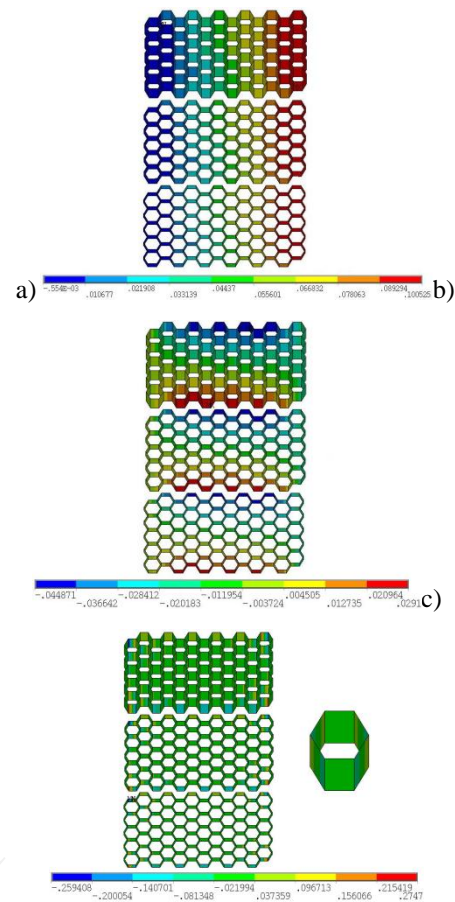 a)
-.554E-03 .010677 .021908 .033139 .04437 .055601 .066832 .078063 .089294 .100525
b)
-.044871 -.036642 -.028412 -.020183 -.011954 -.003724 .004505 .012735 .020964
c)
-.259408 -.200054 -.140701 -.081348 -.021994 .037359 .096713 .156066 .215419 .2747